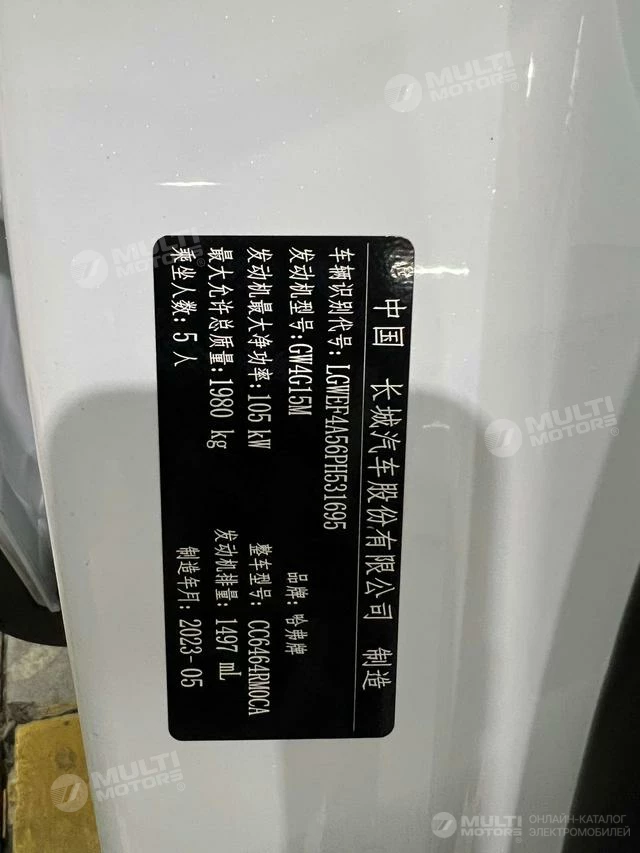 中国 长城汽车股份有限公司 制造
车辆识别代号:LGWEF4A56PH531695
发动机型号:GW4G15M 品牌:哈弗牌
发动机最大净功率:105kW 整车型号:CC6464RM0CA
最大允许总质量:1980 kg 发动机排量:1497 mL
乘坐人数:5人 制造年月:2023-05
MULTI MOTORS
MULTI MOTORS
MULTI MOTORS
MULTI MOTORS
MULTI MOTORS
ОНЛАЙН-КАТАЛОГ
ЭЛЕКТРОМОБИЛЕЙ